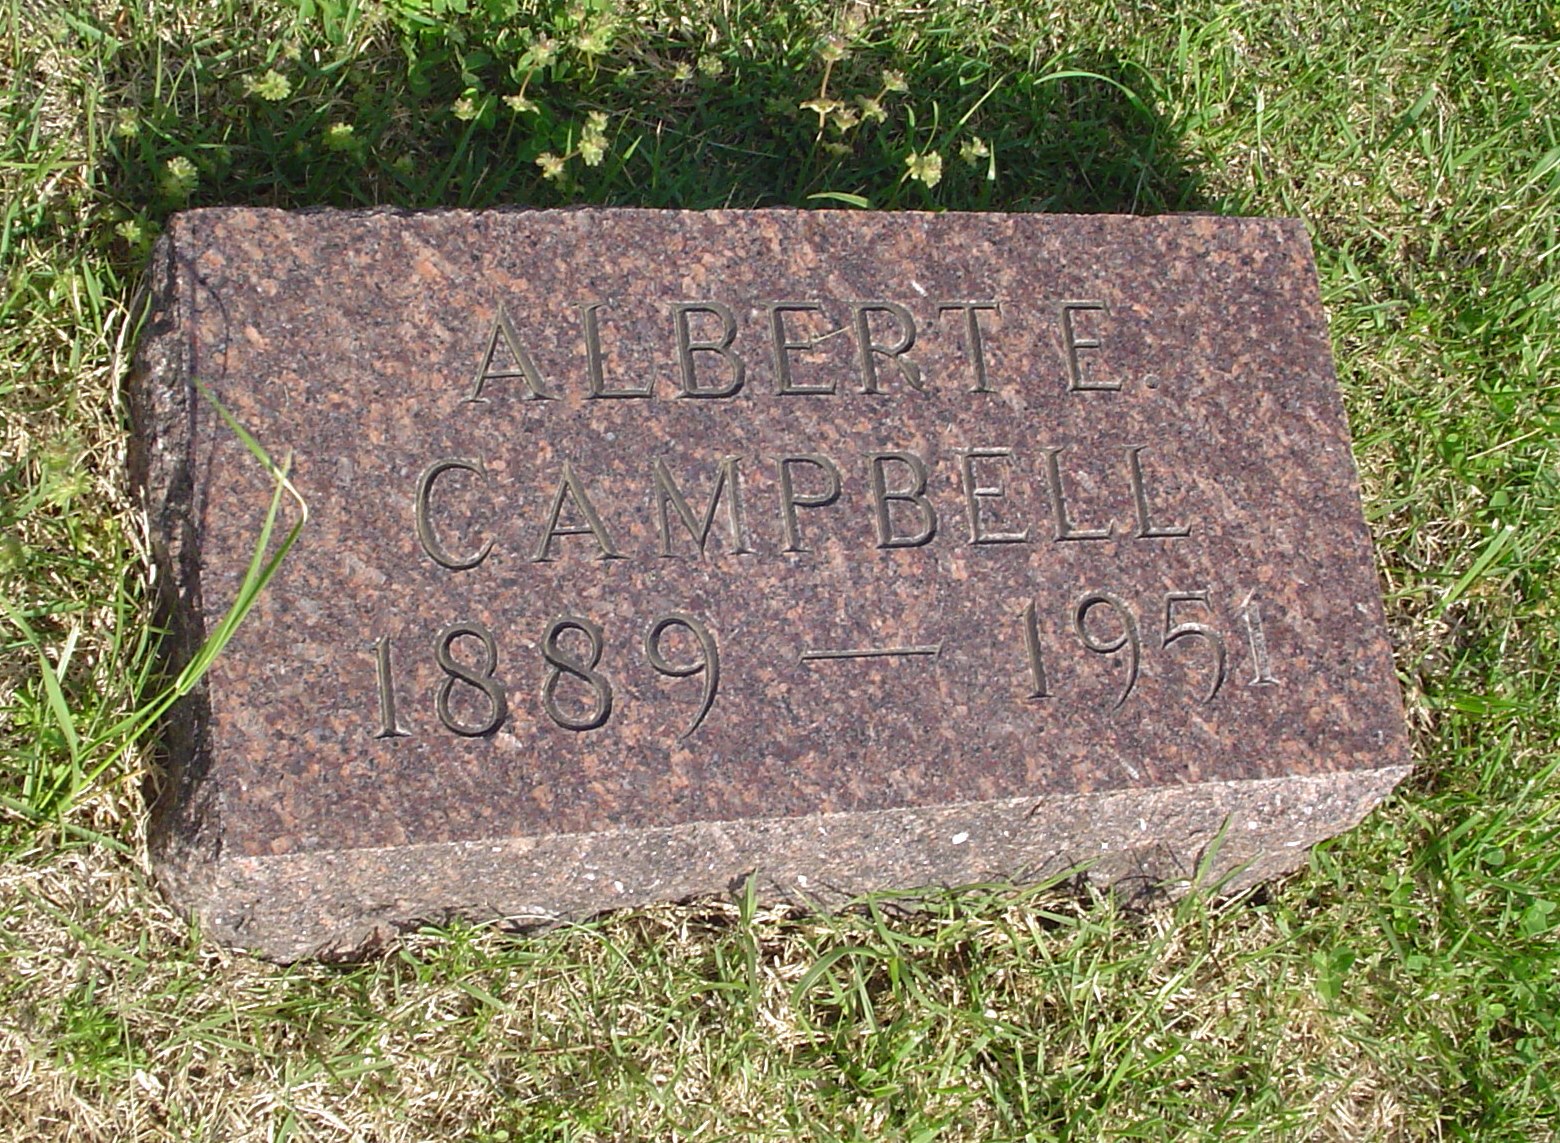 ALBERT E.
CAMPBELL
1889 — 1951